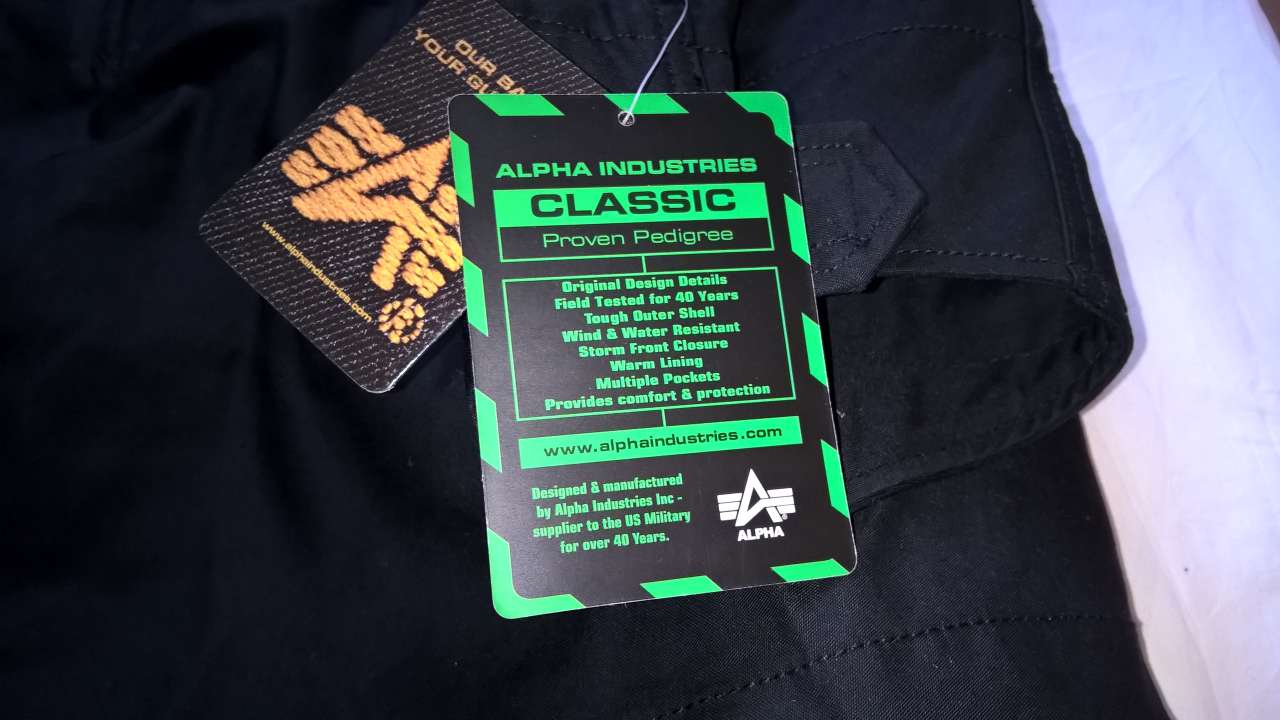 OUR
YOUR
www.alphaindustries.com
ALPHA INDUSTRIES
CLASSIC
Proven Pedigree
Original Design Details
Field Tested for 40 Years
Tough Outer Shell
Wind & Water Resistant
Storm Front Closure
Warm Lining
Multiple Pockets
Provides comfort & protection
www.alphaindustries.com
Designed & manufactured
by Alpha Industries Inc -
supplier to the US Military
for over 40 Years.
ALPHA